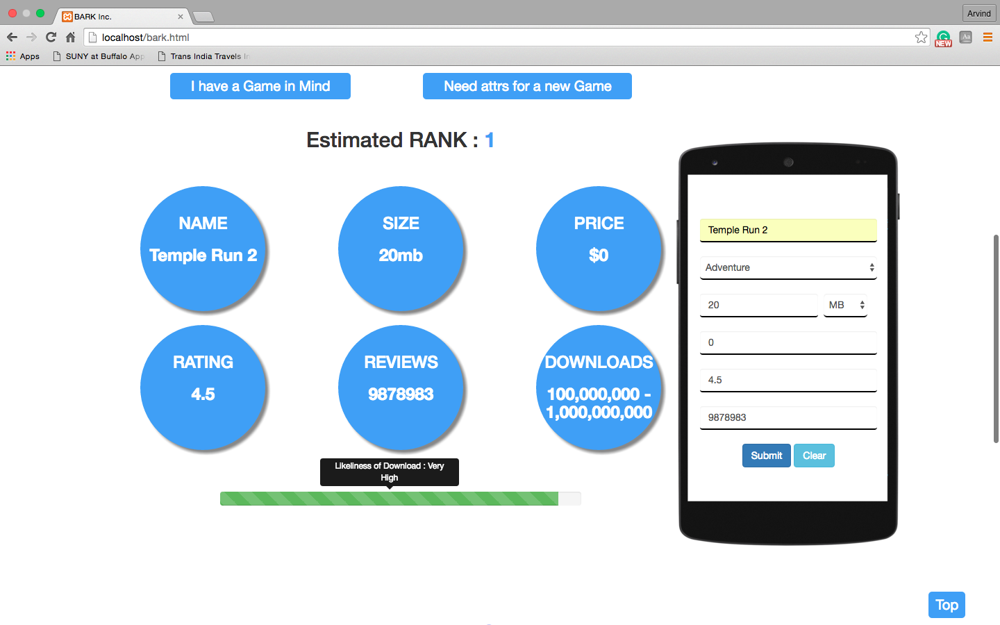 BARK Inc.
Arvind
localhost/bark.html
NEW
Aa
Apps
SUNY at Buffalo App
Trans India Travels In
I have a Game in Mind
Need attrs for a new Game
Estimated RANK : 1
NAME
Temple Run 2
SIZE
20mb
PRICE
$0
RATING
4.5
REVIEWS
9878983
DOWNLOADS
100,000,000 -
1,000,000,000
Likeliness of Download : Very
High
Temple Run 2
Adventure
20
MB
0
4.5
9878983
Submit
Clear
Top